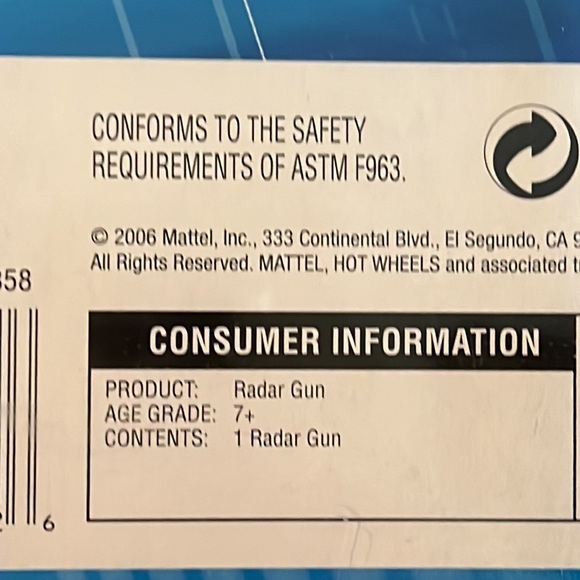 CONFORMS TO THE SAFETY
REQUIREMENTS OF ASTM F963.
© 2006 Mattel, Inc., 333 Continental Blvd., El Segundo, CA 9
All Rights Reserved. MATTEL, HOT WHEELS and associated t
358
CONSUMER INFORMATION
PRODUCT: Radar Gun
AGE GRADE: 7+
CONTENTS: 1 Radar Gun
6